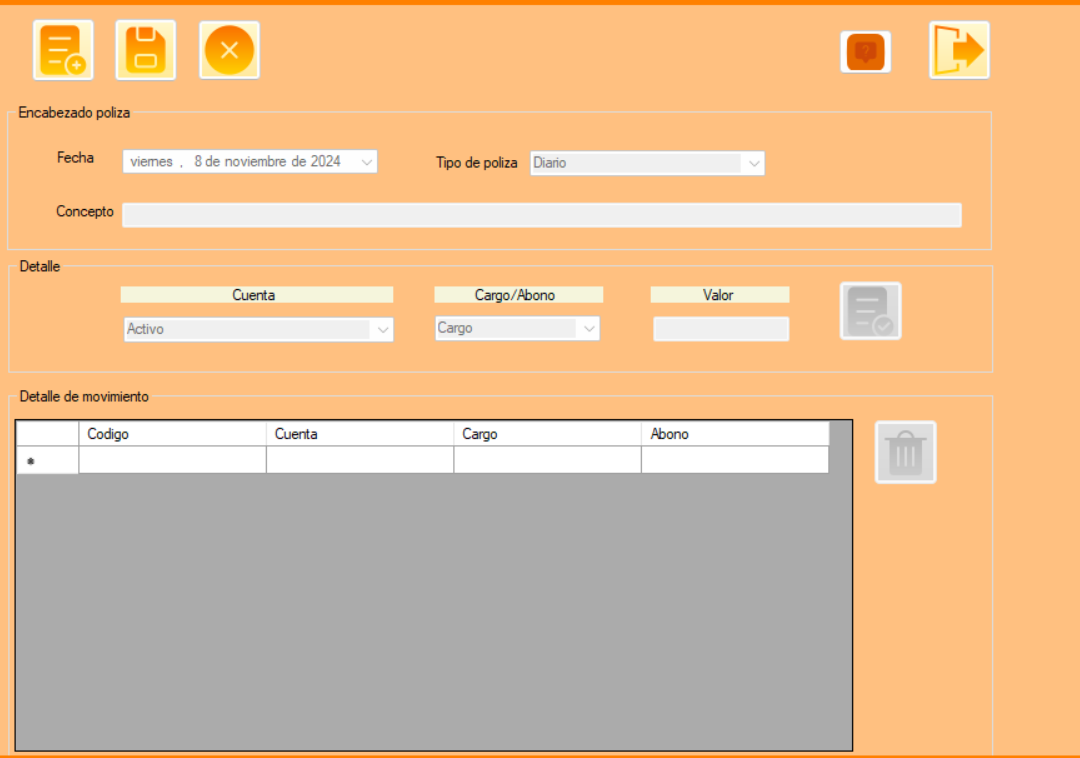 Encabezado poliza
Fecha viernes , 8 de noviembre de 2024 Tipo de poliza Diario
Concepto
Detalle
Cuenta Cargo/Abono Valor
Activo Cargo
Detalle de movimiento
Codigo Cuenta Cargo Abono
*